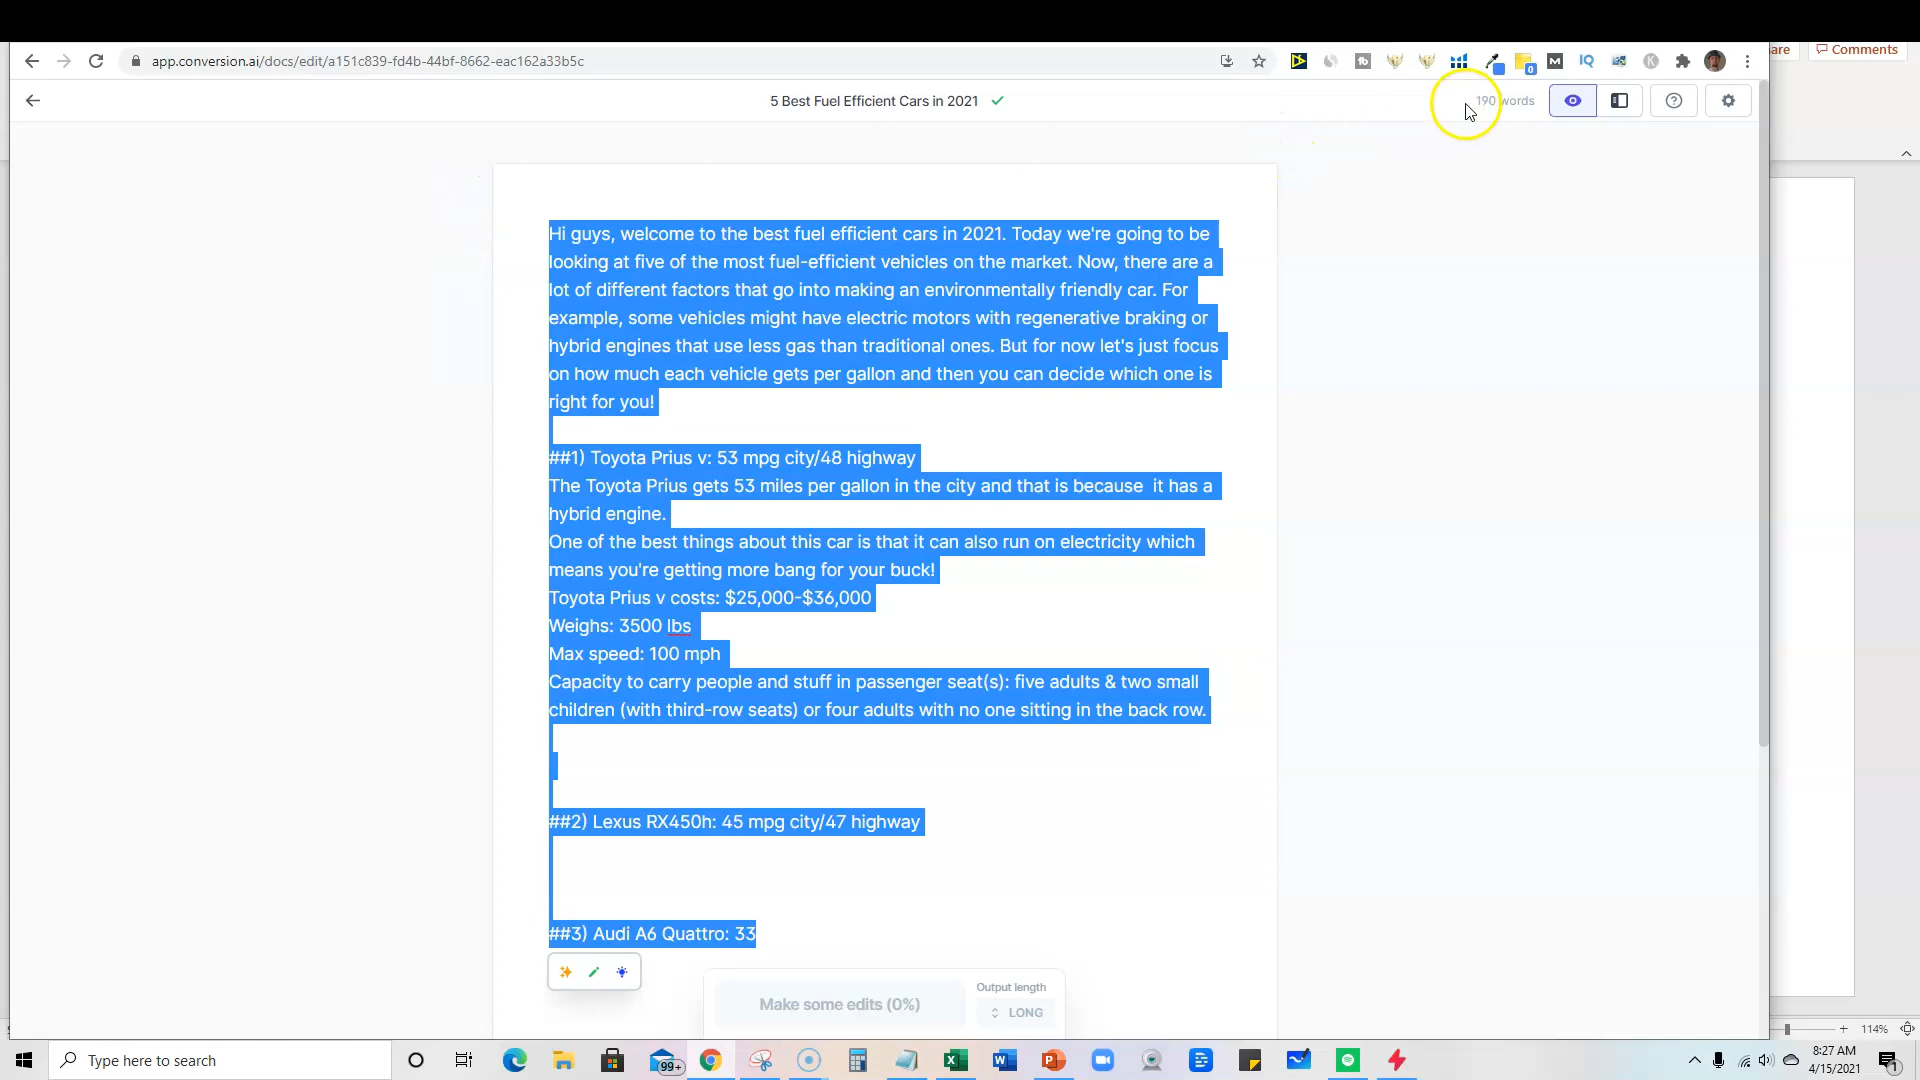 are
Comments
app.conversion.ai/docs/edit/a151c839-fd4b-44bf-8662-eac162a33b5c
5 Best Fuel Efficient Cars in 2021
190 words
Hi guys, welcome to the best fuel efficient cars in 2021. Today we're going to be
looking at five of the most fuel-efficient vehicles on the market. Now, there are a
lot of different factors that go into making an environmentally friendly car. For
example, some vehicles might have electric motors with regenerative braking or
hybrid engines that use less gas than traditional ones. But for now let's just focus
on how much each vehicle gets per gallon and then you can decide which one is
right for you!
##1) Toyota Prius v: 53 mpg city/48 highway
The Toyota Prius gets 53 miles per gallon in the city and that is because  it has a
hybrid engine.
One of the best things about this car is that it can also run on electricity which
means you're getting more bang for your buck!
Toyota Prius v costs: $25,000-$36,000
Weighs: 3500 lbs
Max speed: 100 mph
Capacity to carry people and stuff in passenger seat(s): five adults & two small
children (with third-row seats) or four adults with no one sitting in the back row.
##2) Lexus RX450h: 45 mpg city/47 highway
##3) Audi A6 Quattro: 33
Make some edits (0%)
Output length
LONG
114%
Type here to search
99+
8:27 AM
4/15/2021